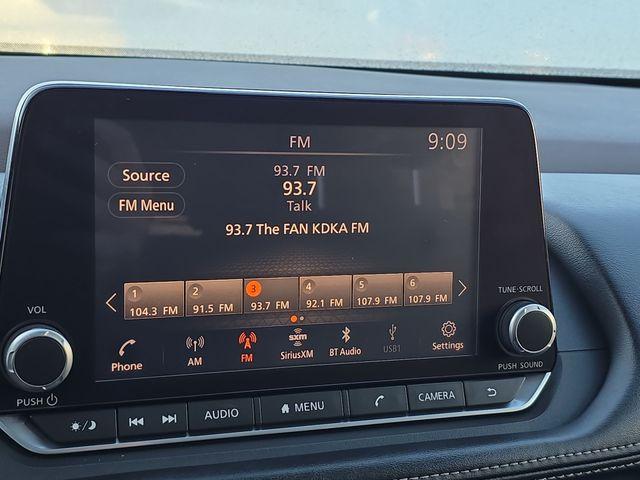 FM
9:09
Source
93.7 FM
93.7
FM Menu
Talk
93.7 The FAN KDKA FM
1 2 3 4 5 6
104.3 FM 91.5 FM 93.7 FM 92.1 FM 107.9 FM 107.9 FM
sxm
Phone AM FM SiriusXM BT Audio USB1 Settings
VOL
PUSH
TUNE·SCROLL
PUSH SOUND
AUDIO MENU CAMERA